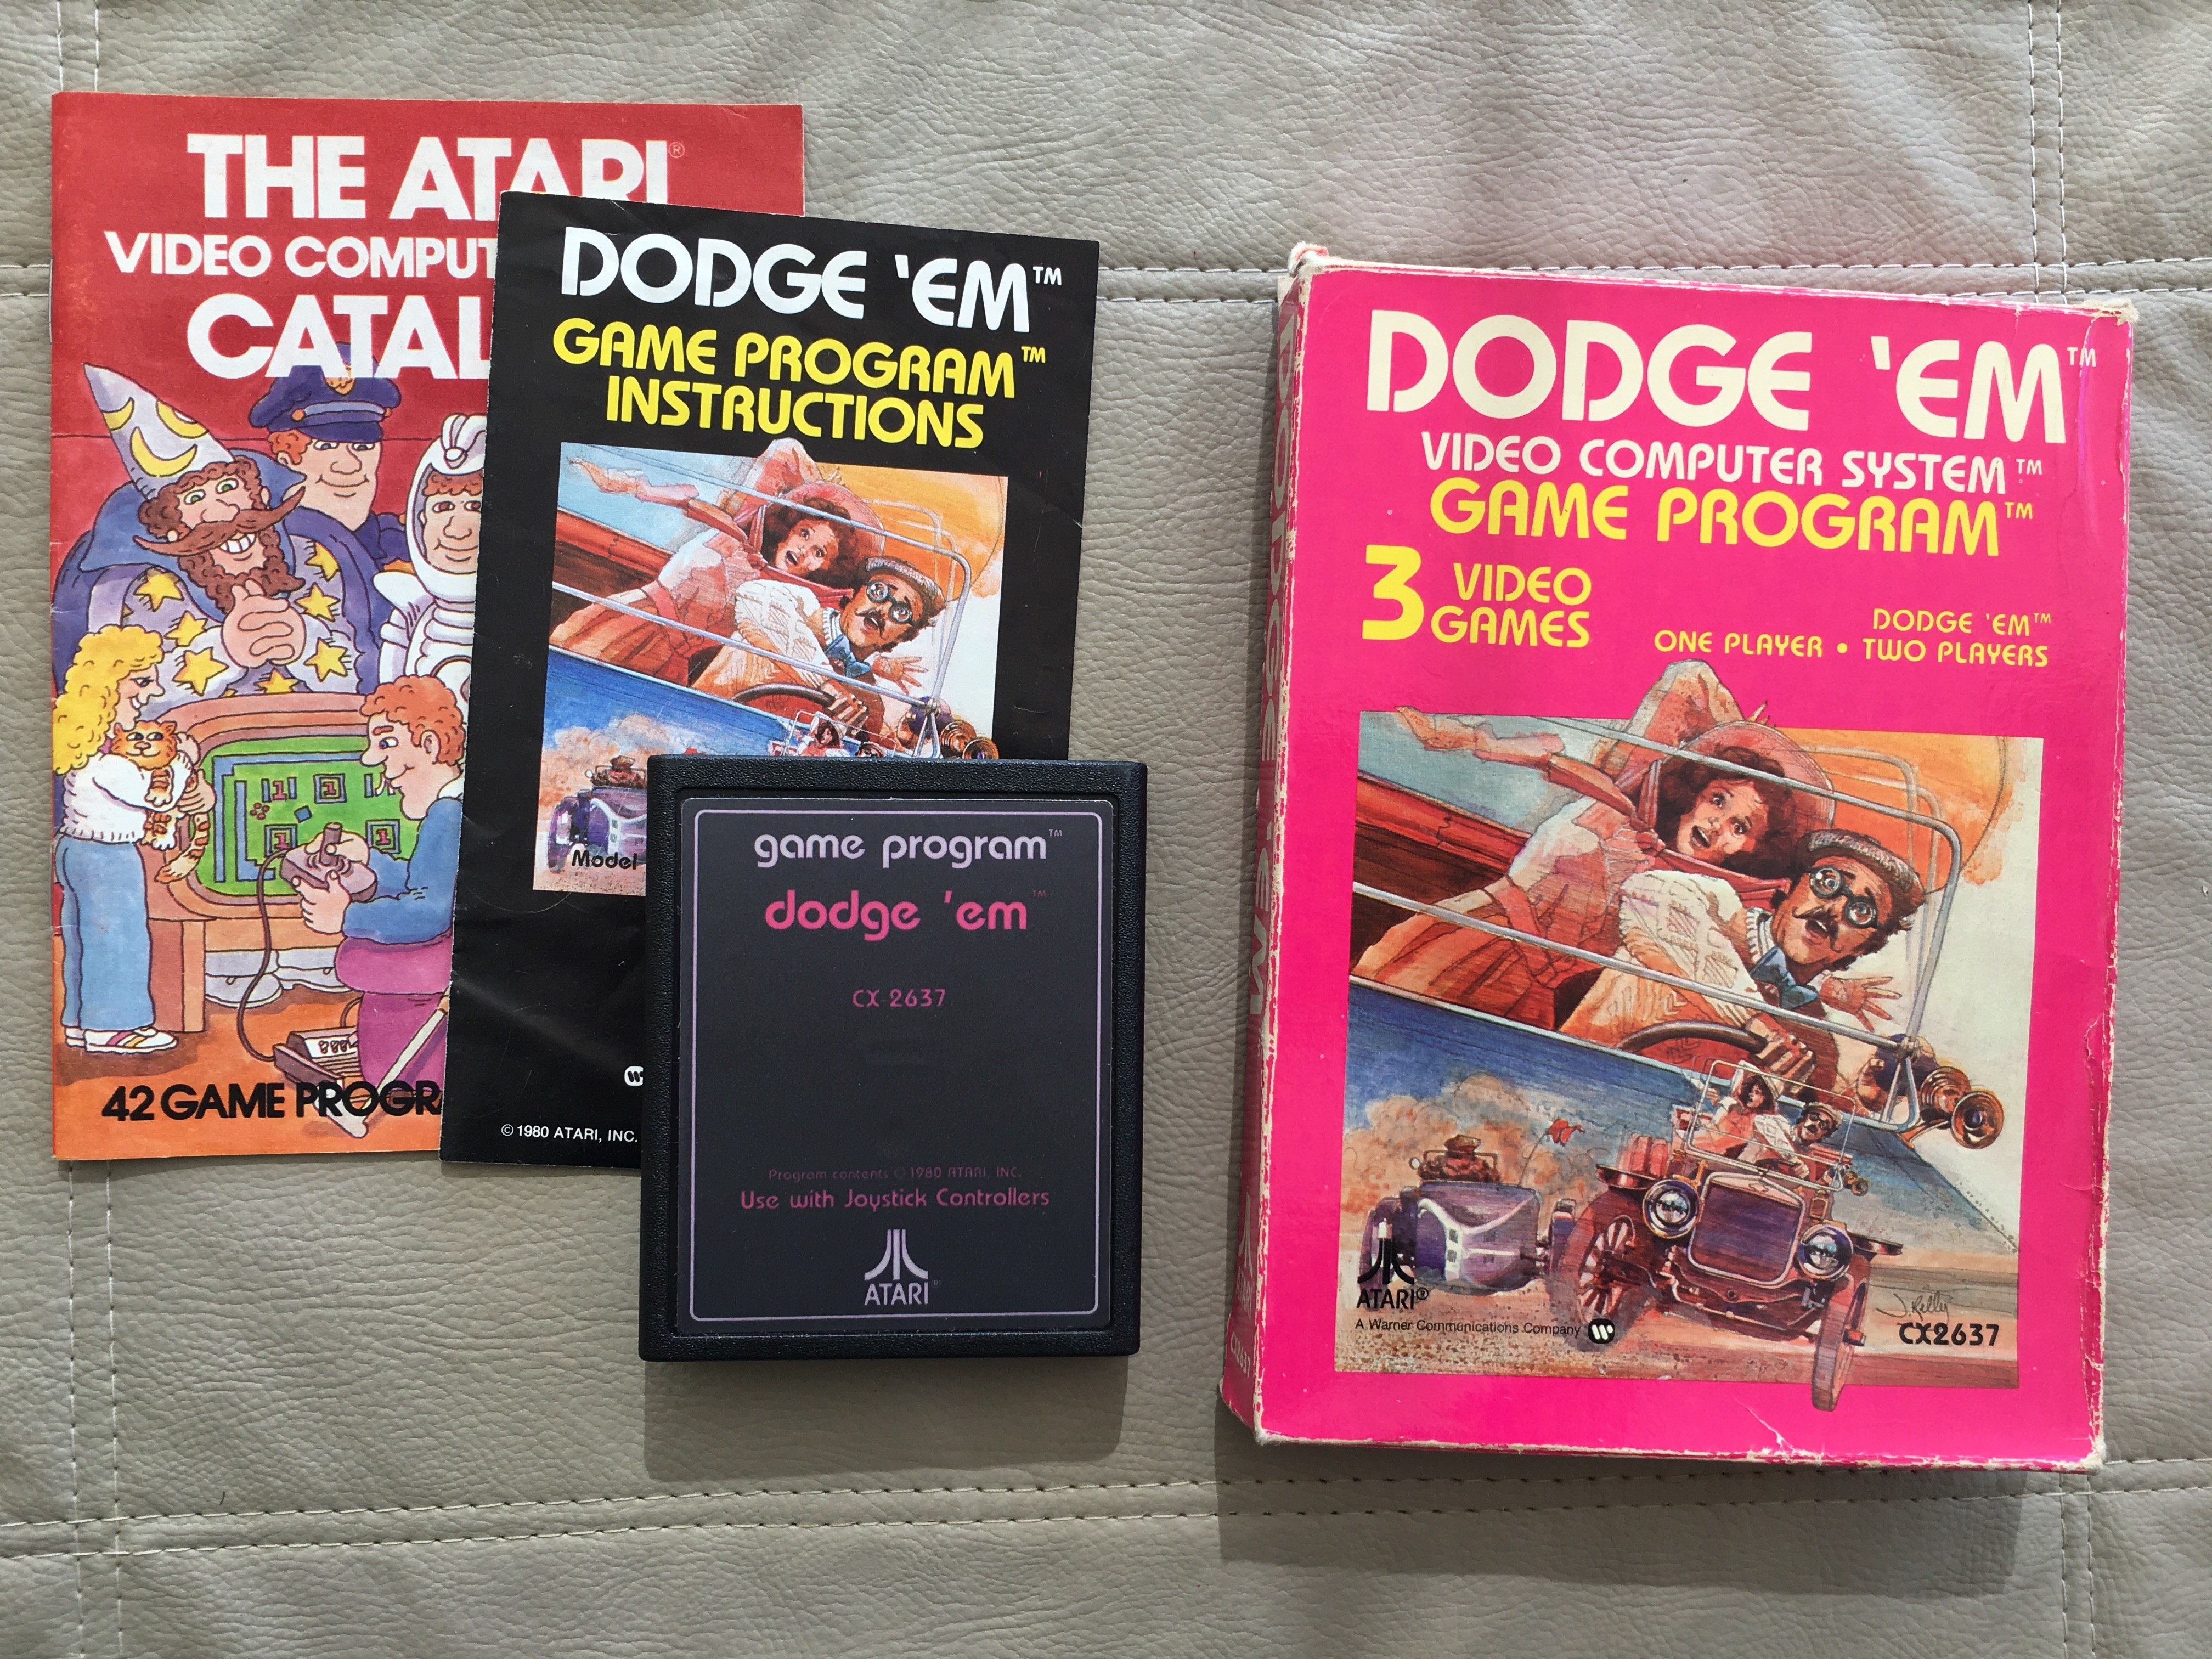 THE ATARI®
VIDEO COMPUT
CATAL
42 GAME PROGR
DODGE 'EM™
GAME PROGRAM™
INSTRUCTIONS
Model
© 1980 ATARI, INC.
game program™
dodge 'em™
CX 2637
Program contents © 1980 ATARI, INC.
Use with Joystick Controllers
ATARI®
DODGE 'EM™
VIDEO COMPUTER SYSTEM™
GAME PROGRAM™
3 VIDEO
GAMES
DODGE 'EM™
ONE PLAYER • TWO PLAYERS
J. Kelly
ATARI®
A Warner Communications Company
CX2637
DODGE 'EM
CX2637